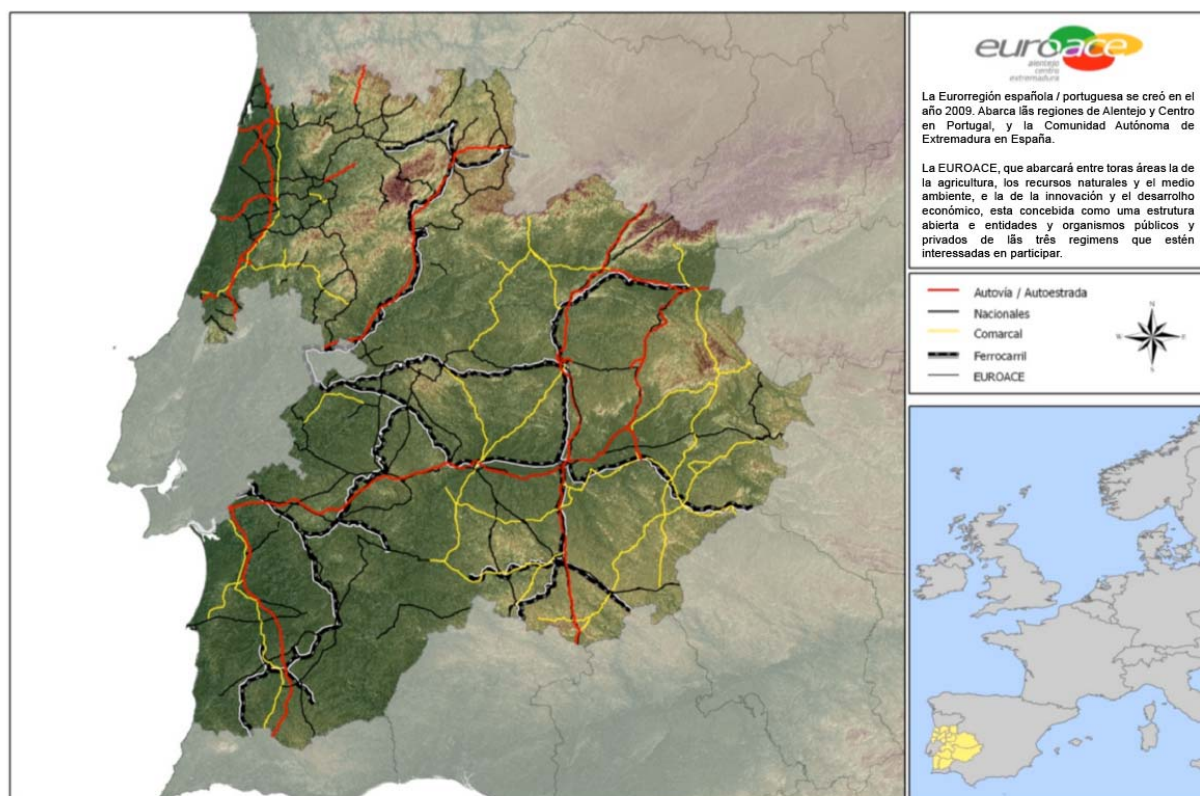 euroace
alentejo
centro
extremadura
La Eurorregión española / portuguesa se creó en el
año 2009. Abarca lãs regiones de Alentejo y Centro
en Portugal, y la Comunidad Autónoma de
Extremadura en España.
La EUROACE, que abarcará entre toras áreas la de
la agricultura, los recursos naturales y el medio
ambiente, e la de la innovación y el desarrolho
económico, esta concebida como uma estrutura
abierta e entidades y organismos públicos y
privados de lãs três regimens que estén
interessadas en participar.
Autovía / Autoestrada
Nacionales
Comarcal
Ferrocarril
EUROACE
N
W
E
S